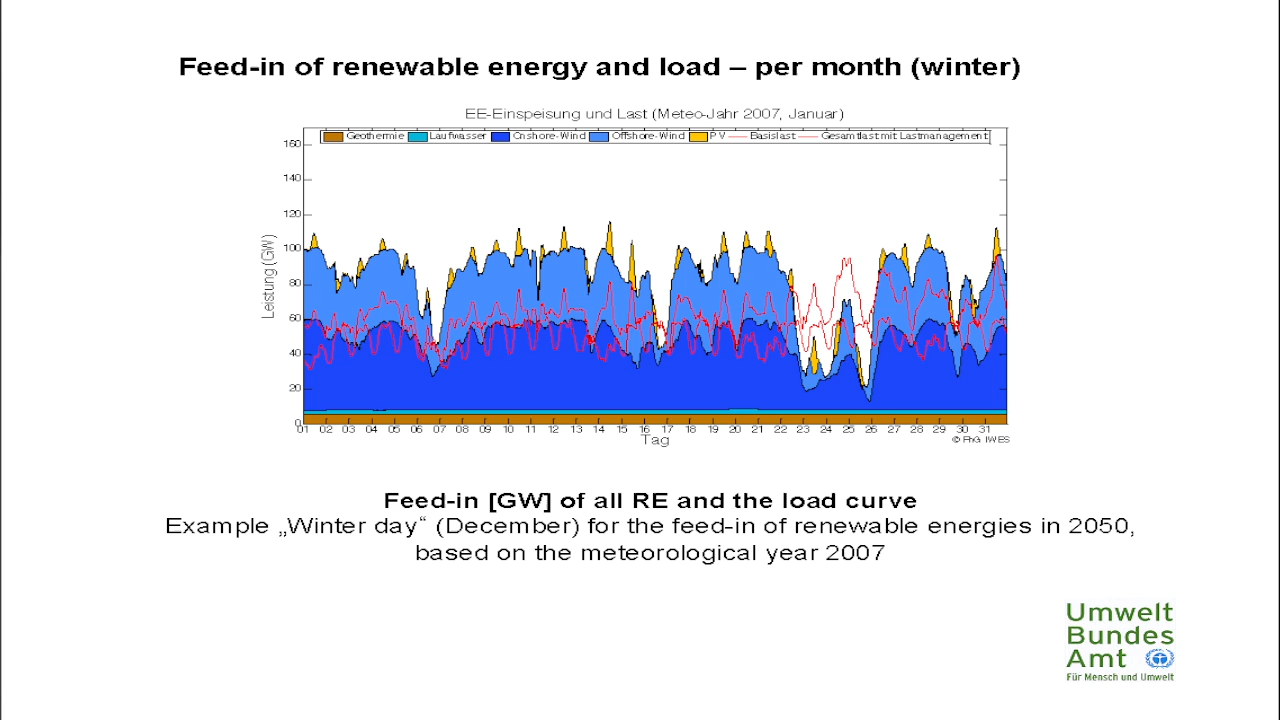 Feed-in of renewable energy and load – per month (winter)
EE-Einspeisung und Last (Meteo-Jahr 2007, Januar)
Geothermie Laufwasser Onshore-Wind Offshore-Wind PV Basislast Gesamtlast mit Lastmanagement
160
140
120
100
80
60
40
20
0
Leistung (GW)
01 02 03 04 05 06 07 08 09 10 11 12 13 14 15 16 17 18 19 20 21 22 23 24 25 26 27 28 29 30 31
Tag
© FhG IWES
Feed-in [GW] of all RE and the load curve
Example „Winter day“ (December) for the feed-in of renewable energies in 2050,
based on the meteorological year 2007
Umwelt
Bundes
Amt
Für Mensch und Umwelt